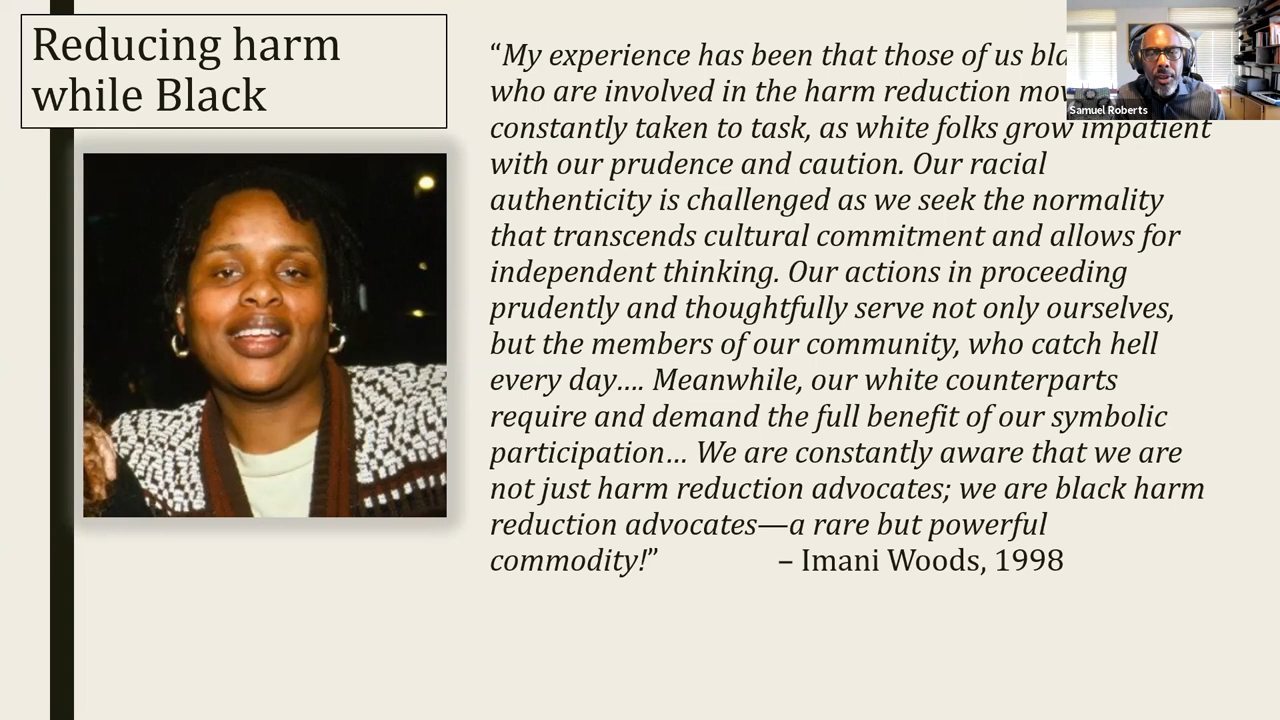 Reducing harm
while Black
“My experience has been that those of us
who are involved in the harm reduction
constantly taken to task, as white folks grow impatient
with our prudence and caution. Our racial
authenticity is challenged as we seek the normality
that transcends cultural commitment and allows for
independent thinking. Our actions in proceeding
prudently and thoughtfully serve not only ourselves,
but the members of our community, who catch hell
every day…. Meanwhile, our white counterparts
require and demand the full benefit of our symbolic
participation… We are constantly aware that we are
not just harm reduction advocates; we are black harm
reduction advocates—a rare but powerful
commodity!” – Imani Woods, 1998
Samuel Roberts